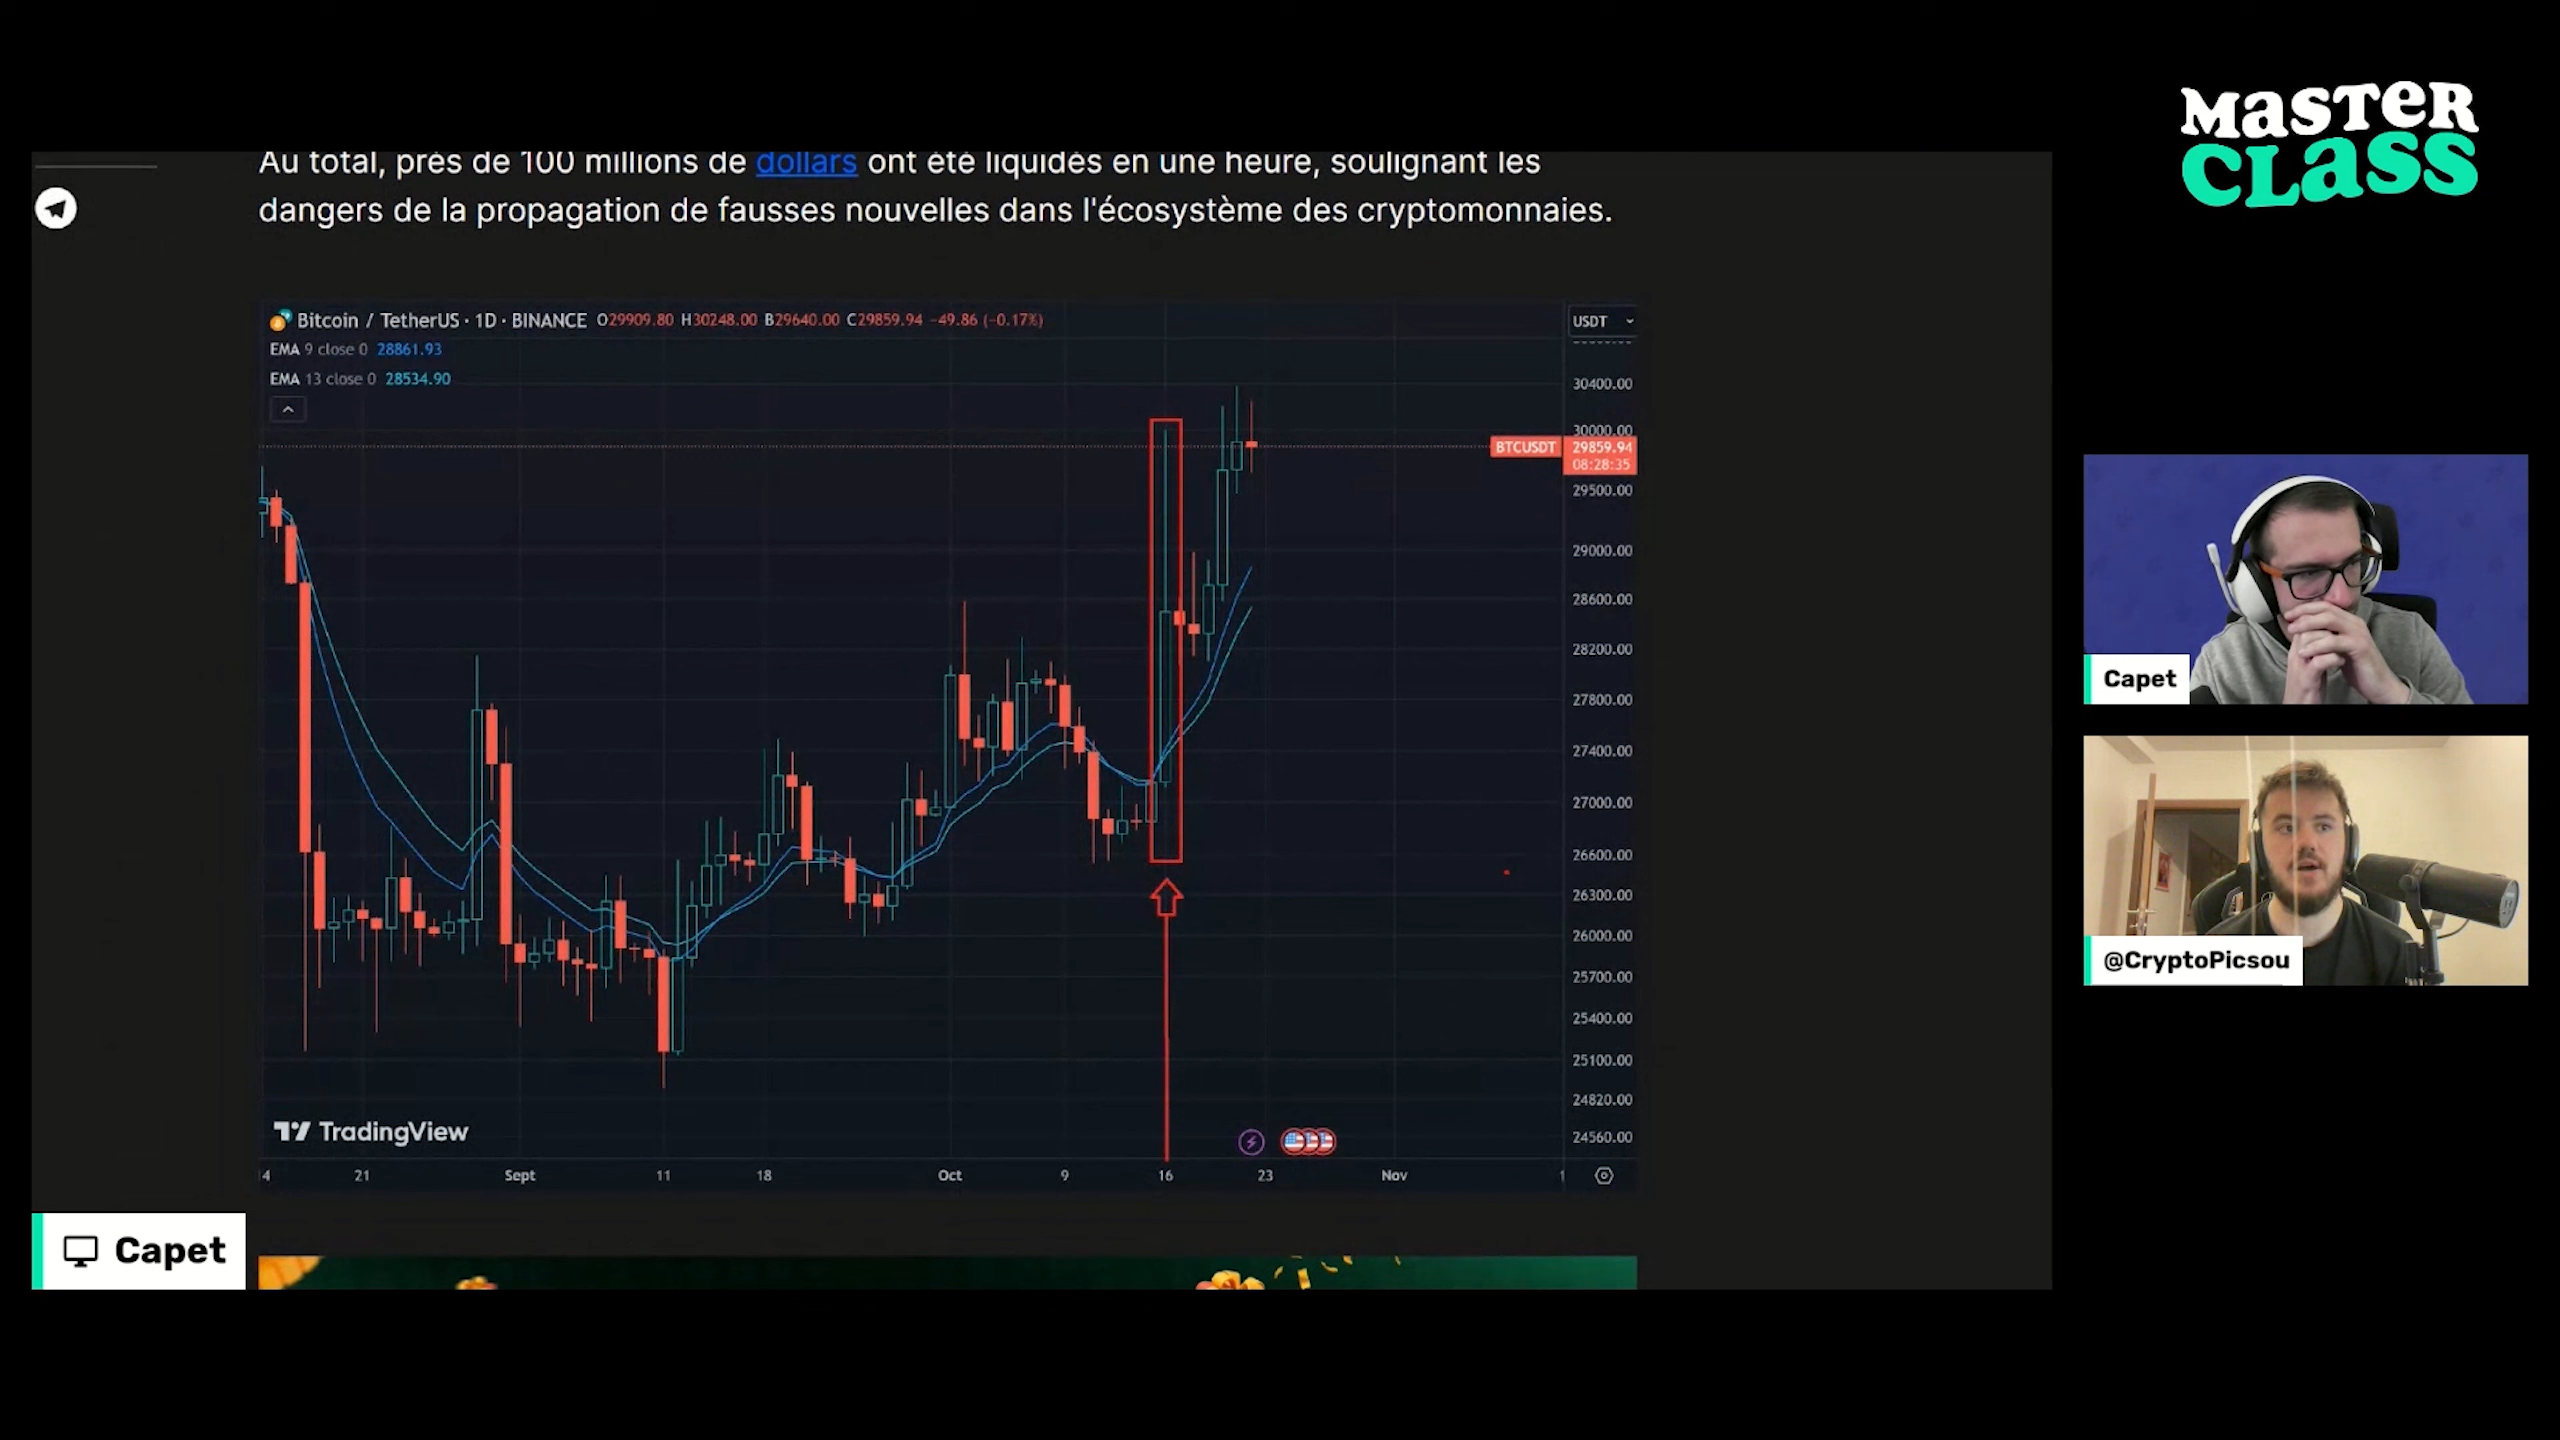 MASTER
CLASS
Au total, près de 100 millions de dollars ont été liquidés en une heure, soulignant les
dangers de la propagation de fausses nouvelles dans l'écosystème des cryptomonnaies.
Bitcoin / TetherUS · 1D · BINANCE O29909.80 H30248.00 B29640.00 C29859.94 −49.86 (−0.17%)
USDT
EMA 9 close 0 28861.93
EMA 13 close 0 28534.90
30400.00
30000.00
BTCUSDT 29859.94
08:28:35
29500.00
29000.00
28600.00
28200.00
27800.00
27400.00
27000.00
26600.00
26300.00
26000.00
25700.00
25400.00
25100.00
24820.00
24560.00
TradingView
14 21 Sept 11 18 Oct 9 16 23 Nov 1
Capet
@CryptoPicsou
Capet